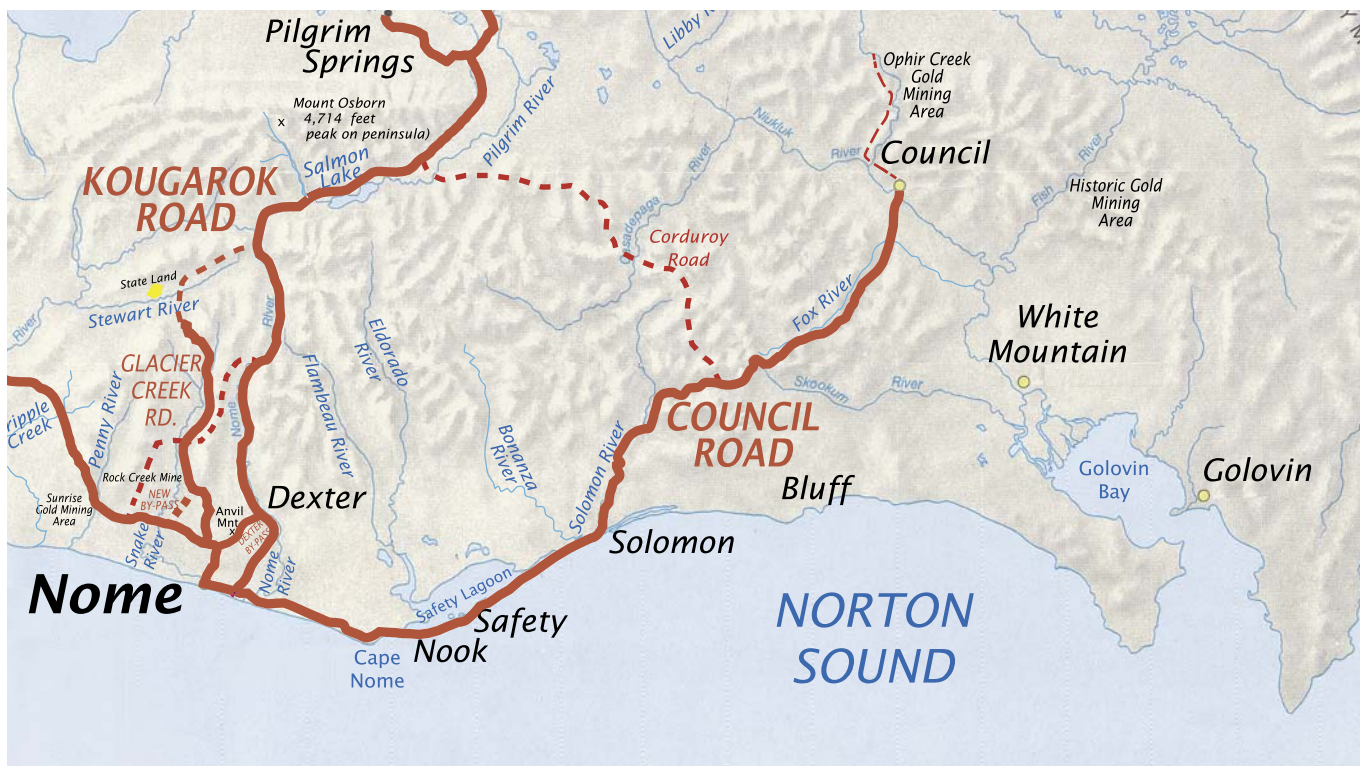 Pilgrim
Springs
Libby
Mount Osborn
4,714 feet
peak on peninsula)
Pilgrim River
Salmon
Lake
Ophir Creek
Gold
Mining
Area
Niukluk
River
Council
River
Fish
River
Historic Gold
Mining
Area
KOUGAROK
ROAD
Corduroy
Road
State Land
Stewart River
River
River
Fox River
White
Mountain
GLACIER
CREEK
RD.
Eldorado
River
Flambeau River
Penny River
Nome
Skookum
River
ripple
Creek
COUNCIL
ROAD
Bonanza
River
Solomon River
Bluff
Golovin
Bay
Golovin
Rock Creek Mine
NEW
BY-PASS
Sunrise
Gold Mining
Area
Anvil
Mnt
x
DEXTER
BY-PASS
Dexter
Snake
River
Nome
River
Solomon
Nome
Safety Lagoon
Safety
Nook
Cape
Nome
NORTON
SOUND